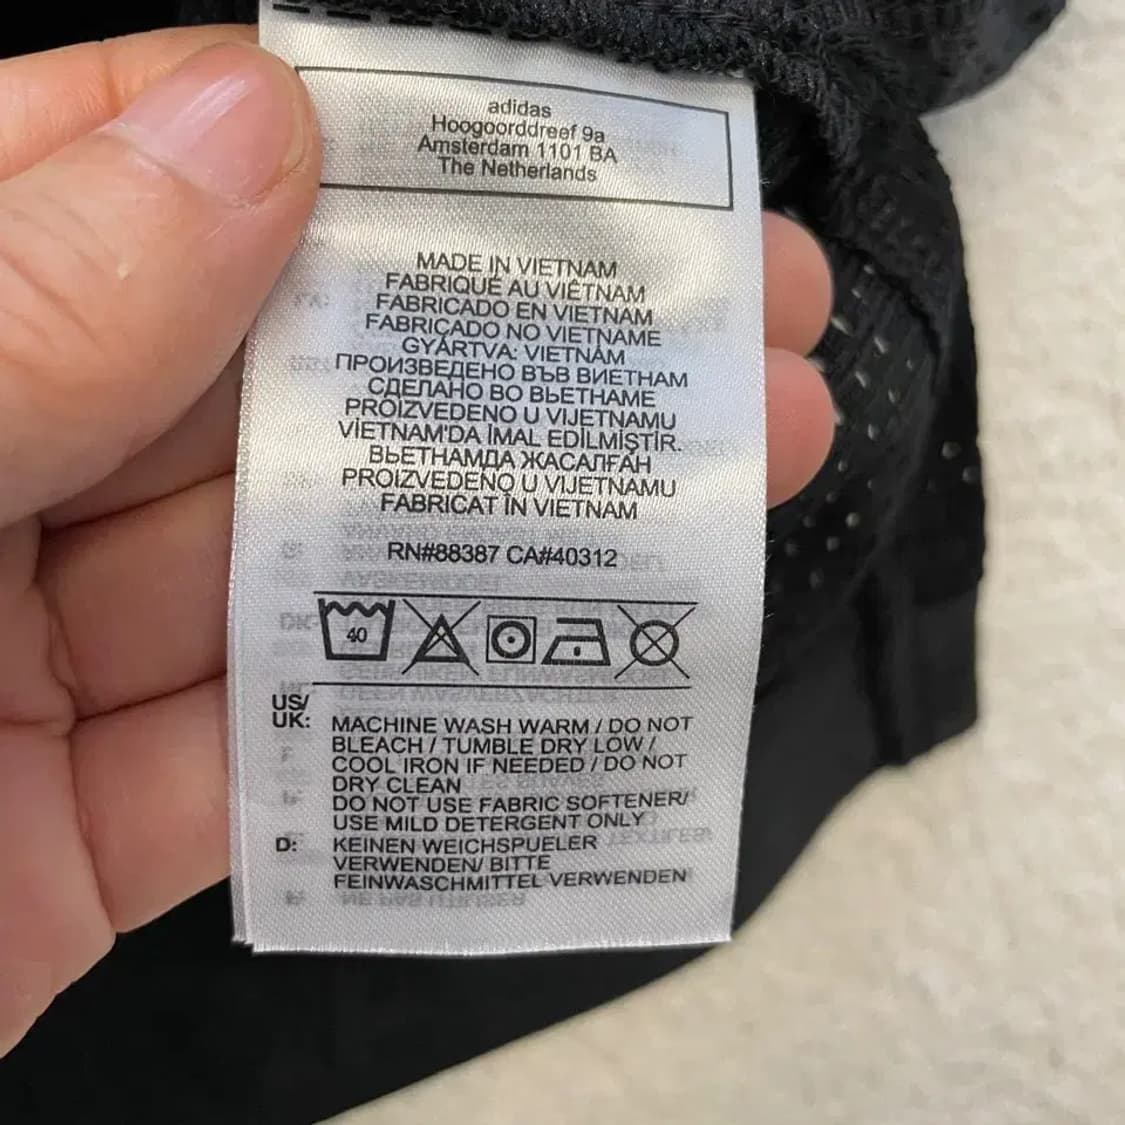 adidas
Hoogoorddreef 9a
Amsterdam 1101 BA
The Netherlands
MADE IN VIETNAM
FABRIQUÉ AU VIÊTNAM
FABRICADO EN VIETNAM
FABRICADO NO VIETNAME
GYÁRTVA: VIETNÁM
ПРОИЗВЕДЕНО ВЪВ ВИЕТНАМ
СДЕЛАНО ВО ВЬЕТНАМЕ
PROIZVEDENO U VIJETNAMU
VİETNAM'DA İMAL EDİLMİŞTİR.
ВЬЕТНАМДА ЖАСАЛҒАН
PROIZVEDENO U VIJETNAMU
FABRICAT ÎN VIETNAM
RN#88387 CA#40312
40
US/
UK: MACHINE WASH WARM / DO NOT
BLEACH / TUMBLE DRY LOW /
COOL IRON IF NEEDED / DO NOT
DRY CLEAN
DO NOT USE FABRIC SOFTENER/
USE MILD DETERGENT ONLY
D: KEINEN WEICHSPUELER
VERWENDEN/ BITTE
FEINWASCHMITTEL VERWENDEN